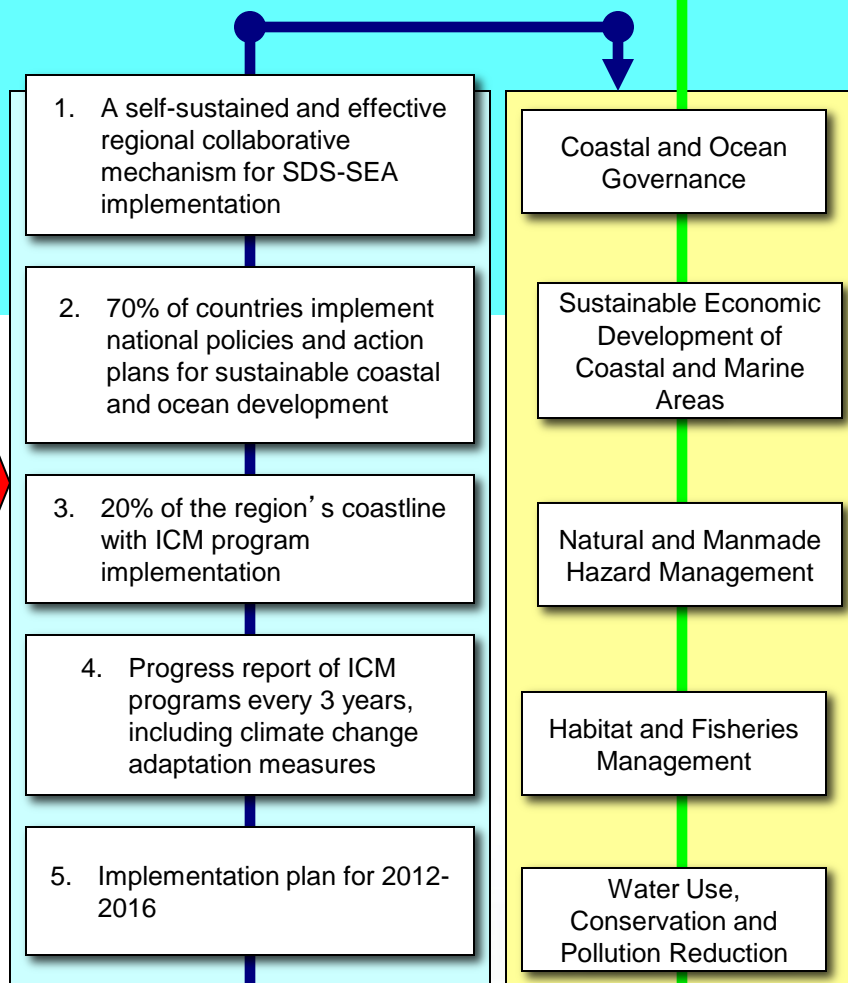 1. A self-sustained and effective
regional collaborative
mechanism for SDS-SEA
implementation
2. 70% of countries implement
national policies and action
plans for sustainable coastal
and ocean development
3. 20% of the region’s coastline
with ICM program
implementation
4. Progress report of ICM
programs every 3 years,
including climate change
adaptation measures
5. Implementation plan for 2012-
2016
Coastal and Ocean
Governance
Sustainable Economic
Development of
Coastal and Marine
Areas
Natural and Manmade
Hazard Management
Habitat and Fisheries
Management
Water Use,
Conservation and
Pollution Reduction